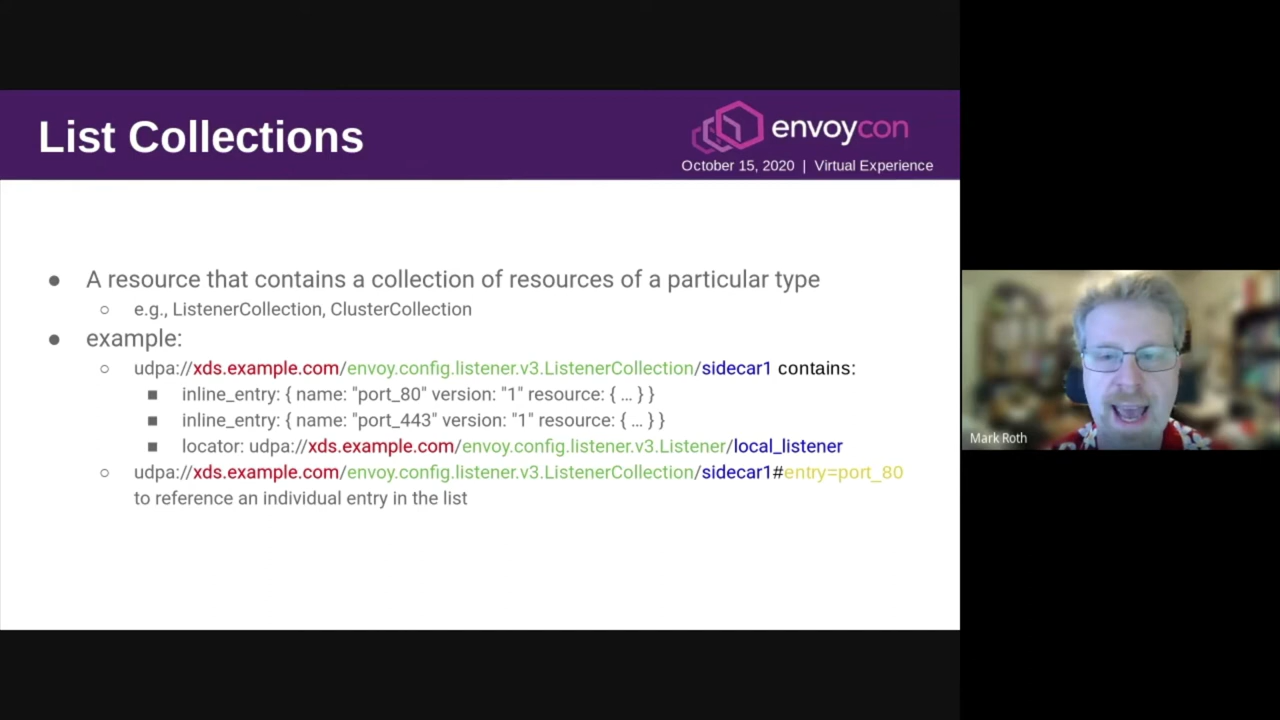 List Collections
envoycon
October 15, 2020 | Virtual Experience
● A resource that contains a collection of resources of a particular type
○ e.g., ListenerCollection, ClusterCollection
● example:
○ udpa://xds.example.com/envoy.config.listener.v3.ListenerCollection/sidecar1 contains:
■ inline_entry: { name: "port_80" version: "1" resource: { … } }
■ inline_entry: { name: "port_443" version: "1" resource: { … } }
■ locator: udpa://xds.example.com/envoy.config.listener.v3.Listener/local_listener
○ udpa://xds.example.com/envoy.config.listener.v3.ListenerCollection/sidecar1#entry=port_80
to reference an individual entry in the list
Mark Roth